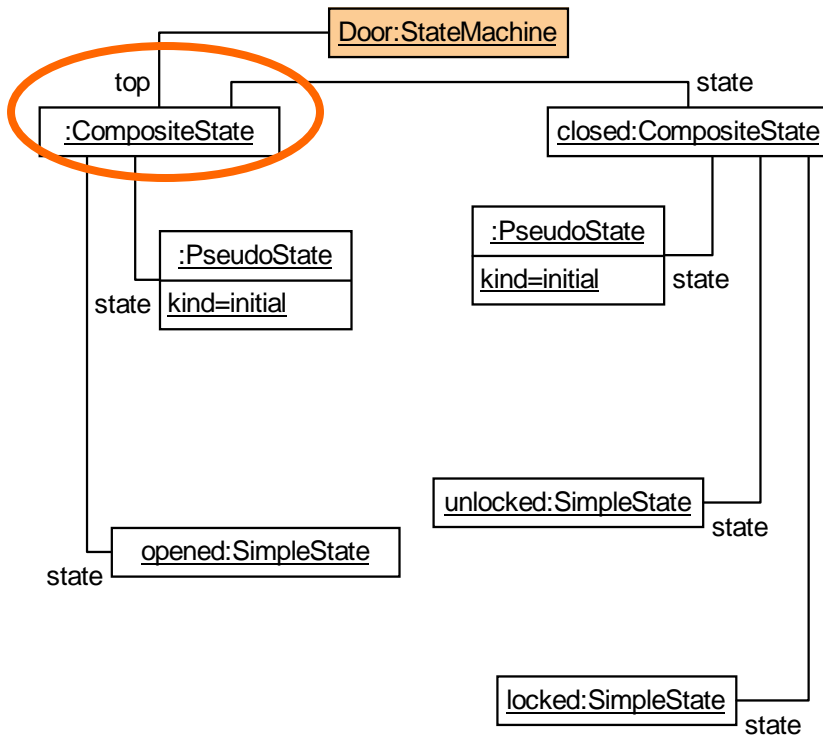 Door:StateMachine
top
state
:CompositeState
closed:CompositeState
:PseudoState
kind=initial
state
:PseudoState
kind=initial
state
unlocked:SimpleState
state
opened:SimpleState
state
locked:SimpleState
state